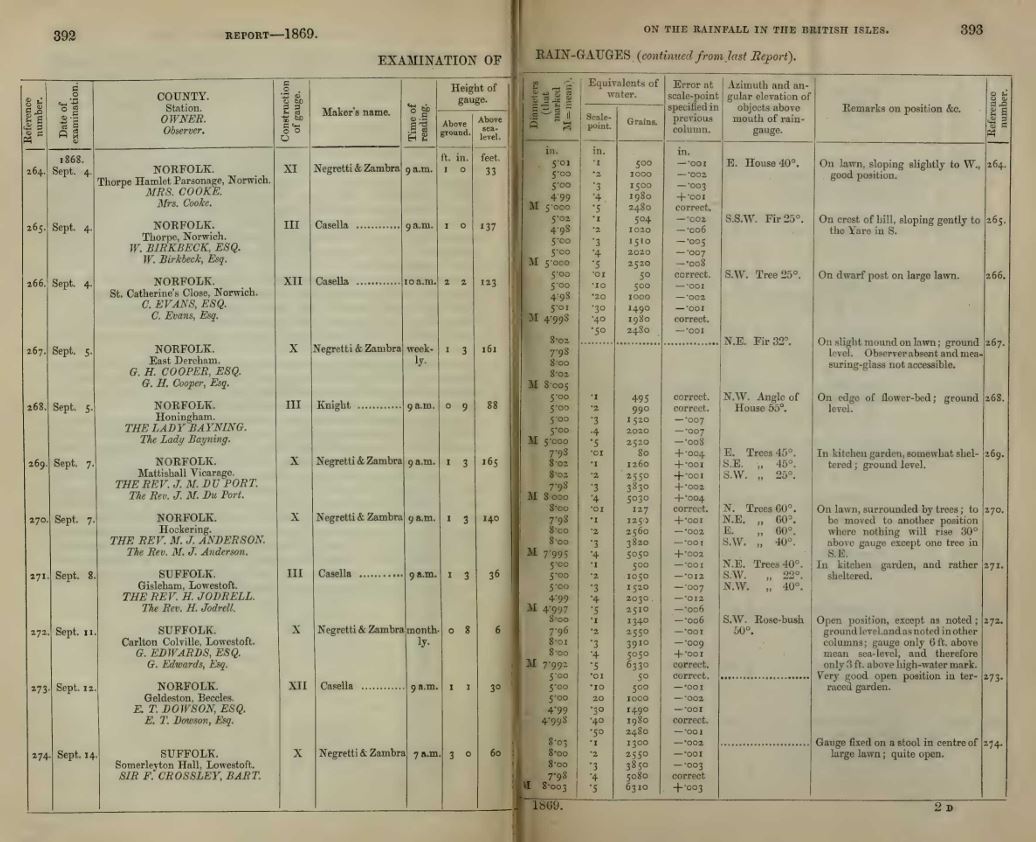 392 REPORT—1869.
EXAMINATION OF
Reference number. Date of examination. COUNTY. Station. OWNER. Observer. Construction of gauge. Maker's name. Time of reading. Height of gauge. Above ground. Above sea-level.
1868. ft. in. feet.
264. Sept. 4. NORFOLK. XI Negretti & Zambra 9 a.m. 1 0 33
Thorpe Hamlet Parsonage, Norwich.
MRS. COOKE.
Mrs. Cooke.
265. Sept. 4. NORFOLK. III Casella ............ 9 a.m. 1 0 137
Thorpe, Norwich.
W. BIRKBECK, ESQ.
W. Birkbeck, Esq.
266. Sept. 4. NORFOLK. XII Casella ............ 10 a.m. 2 2 123
St. Catherine's Close, Norwich.
C. EVANS, ESQ.
C. Evans, Esq.
267. Sept. 5. NORFOLK. X Negretti & Zambra week- 1 3 161
East Dereham. ly.
G. H. COOPER, ESQ.
G. H. Cooper, Esq.
268. Sept. 5. NORFOLK. III Knight ............ 9 a.m. 0 9 88
Honingham.
THE LADY BAYNING.
The Lady Bayning.
269. Sept. 7. NORFOLK. X Negretti & Zambra 9 a.m. 1 3 165
Mattishall Vicarage.
THE REV. J. M. DU PORT.
The Rev. J. M. Du Port.
270. Sept. 7. NORFOLK. X Negretti & Zambra 9 a.m. 1 3 140
Hockering.
THE REV. M. J. ANDERSON.
The Rev. M. J. Anderson.
271. Sept. 8. SUFFOLK. III Casella ............ 9 a.m. 1 3 36
Gisleham, Lowestoft.
THE REV. H. JODRELL.
The Rev. H. Jodrell.
272. Sept. 11. SUFFOLK. X Negretti & Zambra month- 0 8 6
Carlton Colville, Lowestoft. ly.
G. EDWARDS, ESQ.
G. Edwards, Esq.
273. Sept. 12. NORFOLK. XII Casella ............ 9 a.m. 1 1 30
Geldeston, Beccles.
E. T. DOWSON, ESQ.
E. T. Dowson, Esq.
274. Sept. 14. SUFFOLK. X Negretti & Zambra 7 a.m. 3 0 60
Somerleyton Hall, Lowestoft.
SIR F. CROSSLEY, BART.
ON THE RAINFALL IN THE BRITISH ISLES. 393
RAIN-GAUGES (continued from last Report).
Diameters (that marked M = mean). Equivalents of water. Scale-point. Grains. Error at scale-point specified in previous column. Azimuth and angular elevation of objects above mouth of rain-gauge. Remarks on position &c. Reference number.
in. in. in.
5·01 ·1 500 —·001 E. House 40°. On lawn, sloping slightly to W., 264.
5·00 ·2 1000 —·002 good position.
5·00 ·3 1500 —·003
4·99 ·4 1980 +·001
M 5·000 ·5 2480 correct.
5·02 ·1 504 —·002 S.S.W. Fir 25°. On crest of hill, sloping gently to 265.
4·98 ·2 1020 —·006 the Yare in S.
5·00 ·3 1510 —·005
5·00 ·4 2020 —·007
M 5·000 ·5 2520 —·008
5·00 ·01 50 correct. S.W. Tree 25°. On dwarf post on large lawn. 266.
5·00 ·10 500 —·001
4·98 ·20 1000 —·002
5·01 ·30 1490 —·001
M 4·998 ·40 1980 correct.
·50 2480 —·001
8·02 ............ N.E. Fir 32°. On slight mound on lawn; ground 267.
7·98 level. Observer absent and mea-
8·00 suring-glass not accessible.
8·02
M 8·005
5·00 ·1 495 correct. N.W. Angle of On edge of flower-bed; ground 268.
5·00 ·2 990 correct. House 55°. level.
5·00 ·3 1520 —·007
5·00 ·4 2020 —·007
M 5·000 ·5 2520 —·008
7·98 ·01 80 +·004 E. Trees 45°. In kitchen garden, somewhat shel- 269.
8·02 ·1 1260 +·001 S.E. „ 45°. tered; ground level.
8·02 ·2 2550 +·001 S.W. „ 25°.
7·98 ·3 3830 +·002
M 8·000 ·4 5030 +·004
8·00 ·01 127 correct. N. Trees 60°. On lawn, surrounded by trees; to 270.
7·98 ·1 1250 +·001 N.E. „ 60°. be moved to another position
8·00 ·2 2560 —·002 E. „ 60°. where nothing will rise 30°
8·00 ·3 3820 —·001 S.W. „ 40°. above gauge except one tree in
M 7·995 ·4 5050 +·002 S.E.
5·00 ·1 500 —·001 N.E. Trees 40°. In kitchen garden, and rather 271.
5·00 ·2 1050 —·012 S.W. „ 22°. sheltered.
5·00 ·3 1520 —·007 N.W. „ 40°.
4·99 ·4 2030 —·012
M 4·997 ·5 2510 —·006
8·00 ·1 1340 —·006 S.W. Rose-bush Open position, except as noted; 272.
7·96 ·2 2550 —·001 50°. ground level and as noted in other
8·01 ·3 3910 —·009 columns; gauge only 6 ft. above
8·00 ·4 5050 +·001 mean sea-level, and therefore
M 7·992 ·5 6330 correct. only 3 ft. above high-water mark.
5·00 ·01 50 correct. ............ Very good open position in ter- 273.
5·00 ·10 500 —·001 raced garden.
5·00 20 1000 —·002
4·99 ·30 1490 —·001
4·998 ·40 1980 correct.
·50 2480 —·001
8·03 ·1 1300 —·002 ............ Gauge fixed on a stool in centre of 274.
8·00 ·2 2550 —·001 large lawn; quite open.
8·00 ·3 3850 —·003
7·98 ·4 5080 correct
M 8·003 ·5 6310 +·003
1869. 2 D